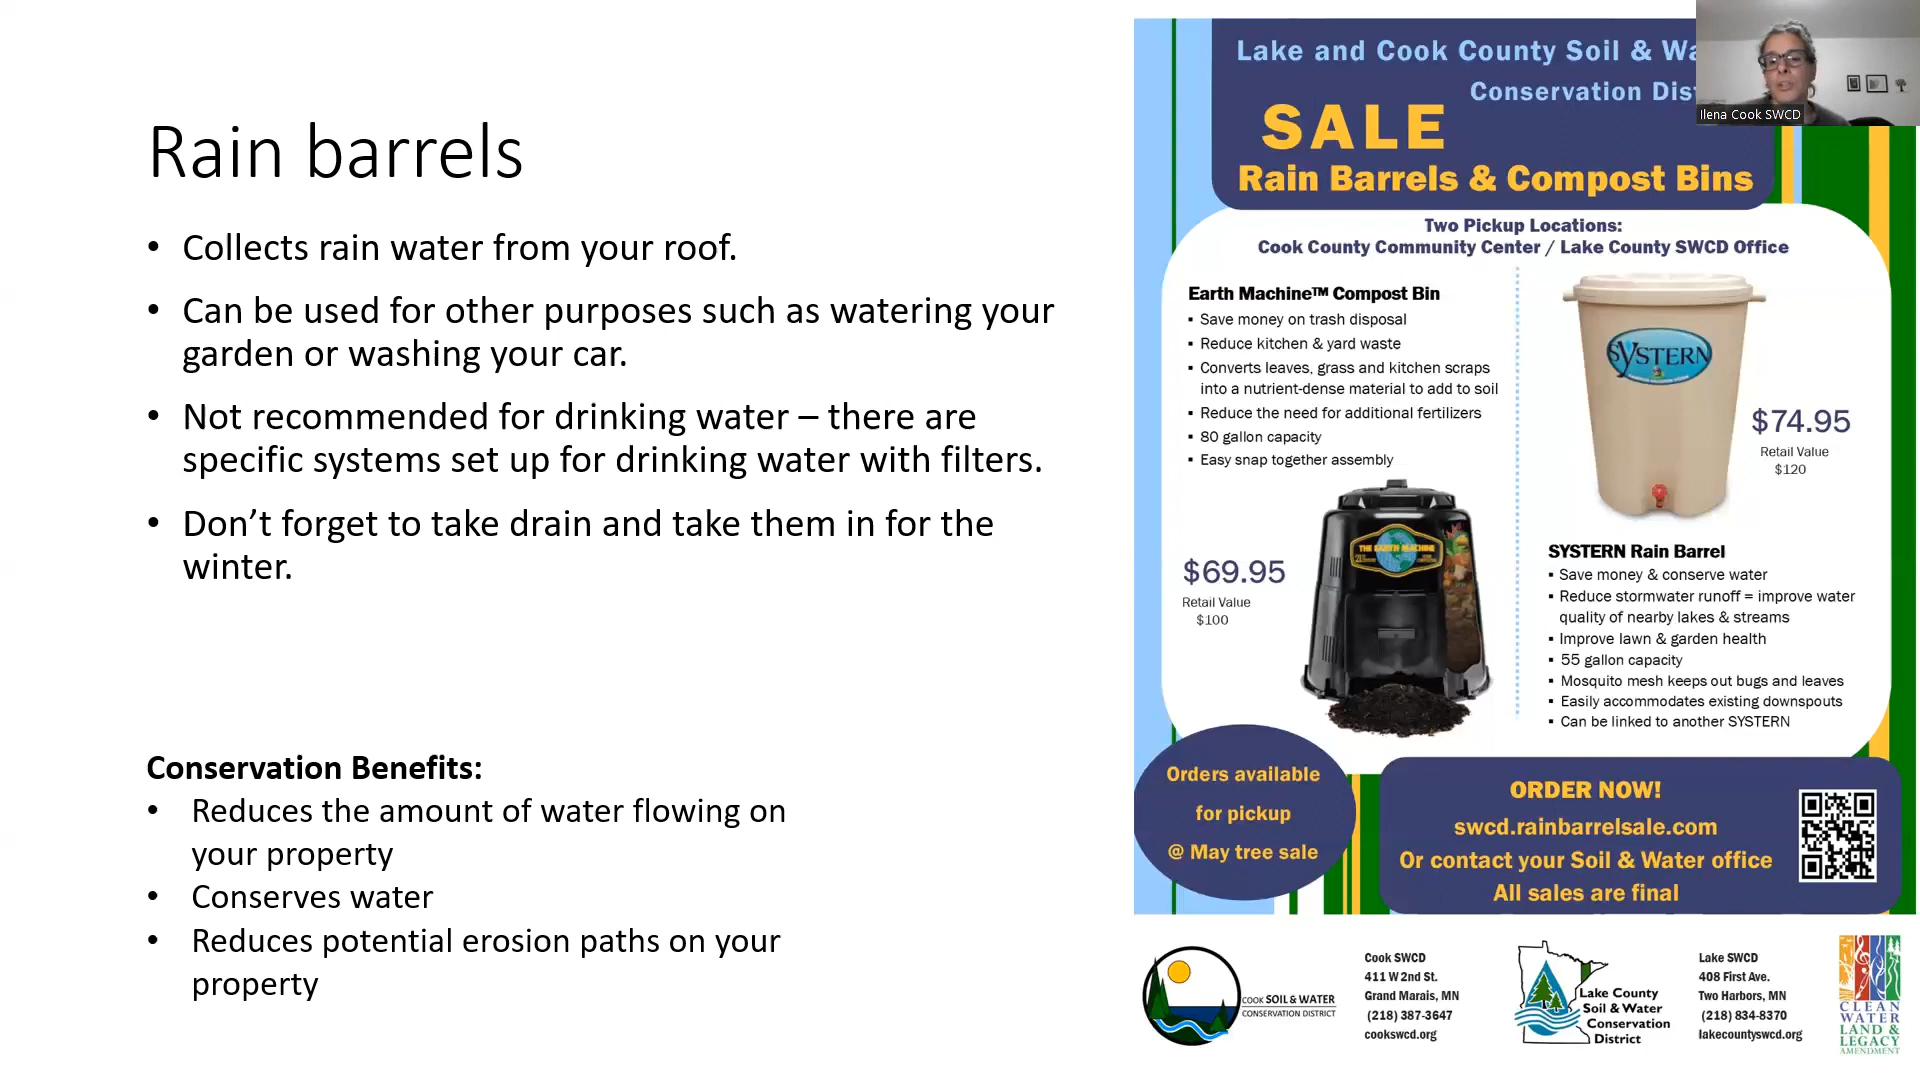 Rain barrels
• Collects rain water from your roof.
• Can be used for other purposes such as watering your
garden or washing your car.
• Not recommended for drinking water – there are
specific systems set up for drinking water with filters.
• Don’t forget to take drain and take them in for the
winter.
Conservation Benefits:
• Reduces the amount of water flowing on
your property
• Conserves water
• Reduces potential erosion paths on your
property
Lake and Cook County Soil &
Conservation
SALE
Rain Barrels & Compost Bins
Ilena Cook SWCD
Two Pickup Locations:
Cook County Community Center / Lake County SWCD Office
Earth Machine™ Compost Bin
▪ Save money on trash disposal
▪ Reduce kitchen & yard waste
▪ Converts leaves, grass and kitchen scraps
into a nutrient-dense material to add to soil
▪ Reduce the need for additional fertilizers
▪ 80 gallon capacity
▪ Easy snap together assembly
THE EARTH MACHINE
$69.95
Retail Value
$100
SYSTERN
$74.95
Retail Value
$120
SYSTERN Rain Barrel
▪ Save money & conserve water
▪ Reduce stormwater runoff = improve water
quality of nearby lakes & streams
▪ Improve lawn & garden health
▪ 55 gallon capacity
▪ Mosquito mesh keeps out bugs and leaves
▪ Easily accommodates existing downspouts
▪ Can be linked to another SYSTERN
Orders available
for pickup
@ May tree sale
ORDER NOW!
swcd.rainbarrelsale.com
Or contact your Soil & Water office
All sales are final
COOK SOIL & WATER
CONSERVATION DISTRICT
Cook SWCD
411 W 2nd St.
Grand Marais, MN
(218) 387-3647
cookswcd.org
Lake County
Soil & Water
Conservation
District
Lake SWCD
408 First Ave.
Two Harbors, MN
(218) 834-8370
lakecountyswcd.org
CLEAN
WATER
LAND &
LEGACY
AMENDMENT